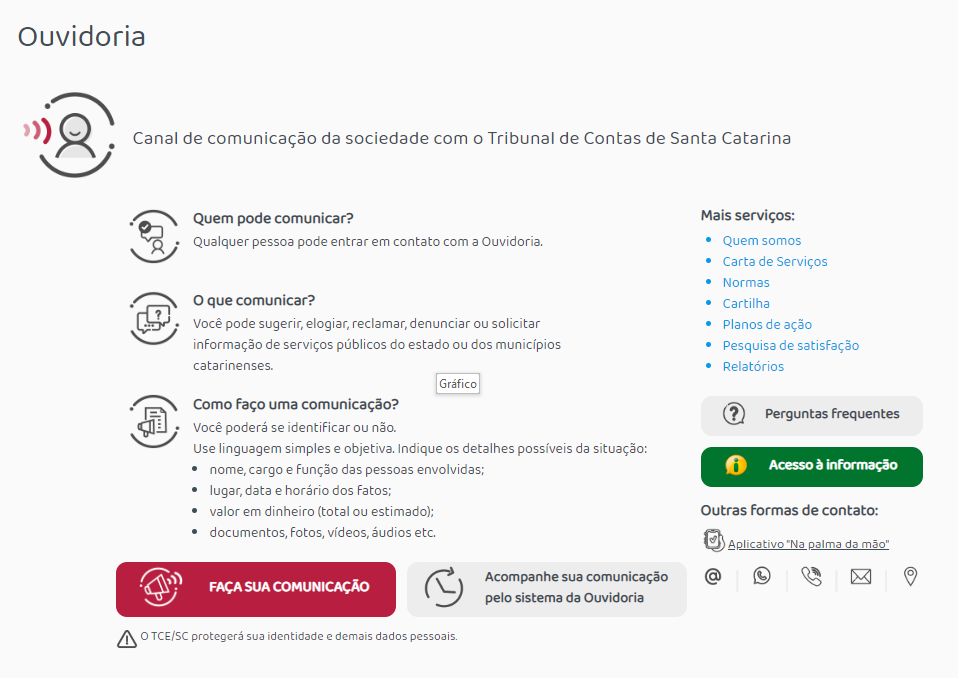 Ouvidoria
Canal de comunicação da sociedade com o Tribunal de Contas de Santa Catarina
Quem pode comunicar?
Qualquer pessoa pode entrar em contato com a Ouvidoria.
O que comunicar?
Você pode sugerir, elogiar, reclamar, denunciar ou solicitar
informação de serviços públicos do estado ou dos municípios
catarinenses.
Gráfico
Como faço uma comunicação?
Você poderá se identificar ou não.
Use linguagem simples e objetiva. Indique os detalhes possíveis da situação:
• nome, cargo e função das pessoas envolvidas;
• lugar, data e horário dos fatos;
• valor em dinheiro (total ou estimado);
• documentos, fotos, vídeos, áudios etc.
FAÇA SUA COMUNICAÇÃO
Acompanhe sua comunicação
pelo sistema da Ouvidoria
O TCE/SC protegerá sua identidade e demais dados pessoais.
Mais serviços:
• Quem somos
• Carta de Serviços
• Normas
• Cartilha
• Planos de ação
• Pesquisa de satisfação
• Relatórios
Perguntas frequentes
Acesso à informação
Outras formas de contato:
Aplicativo "Na palma da mão"
@